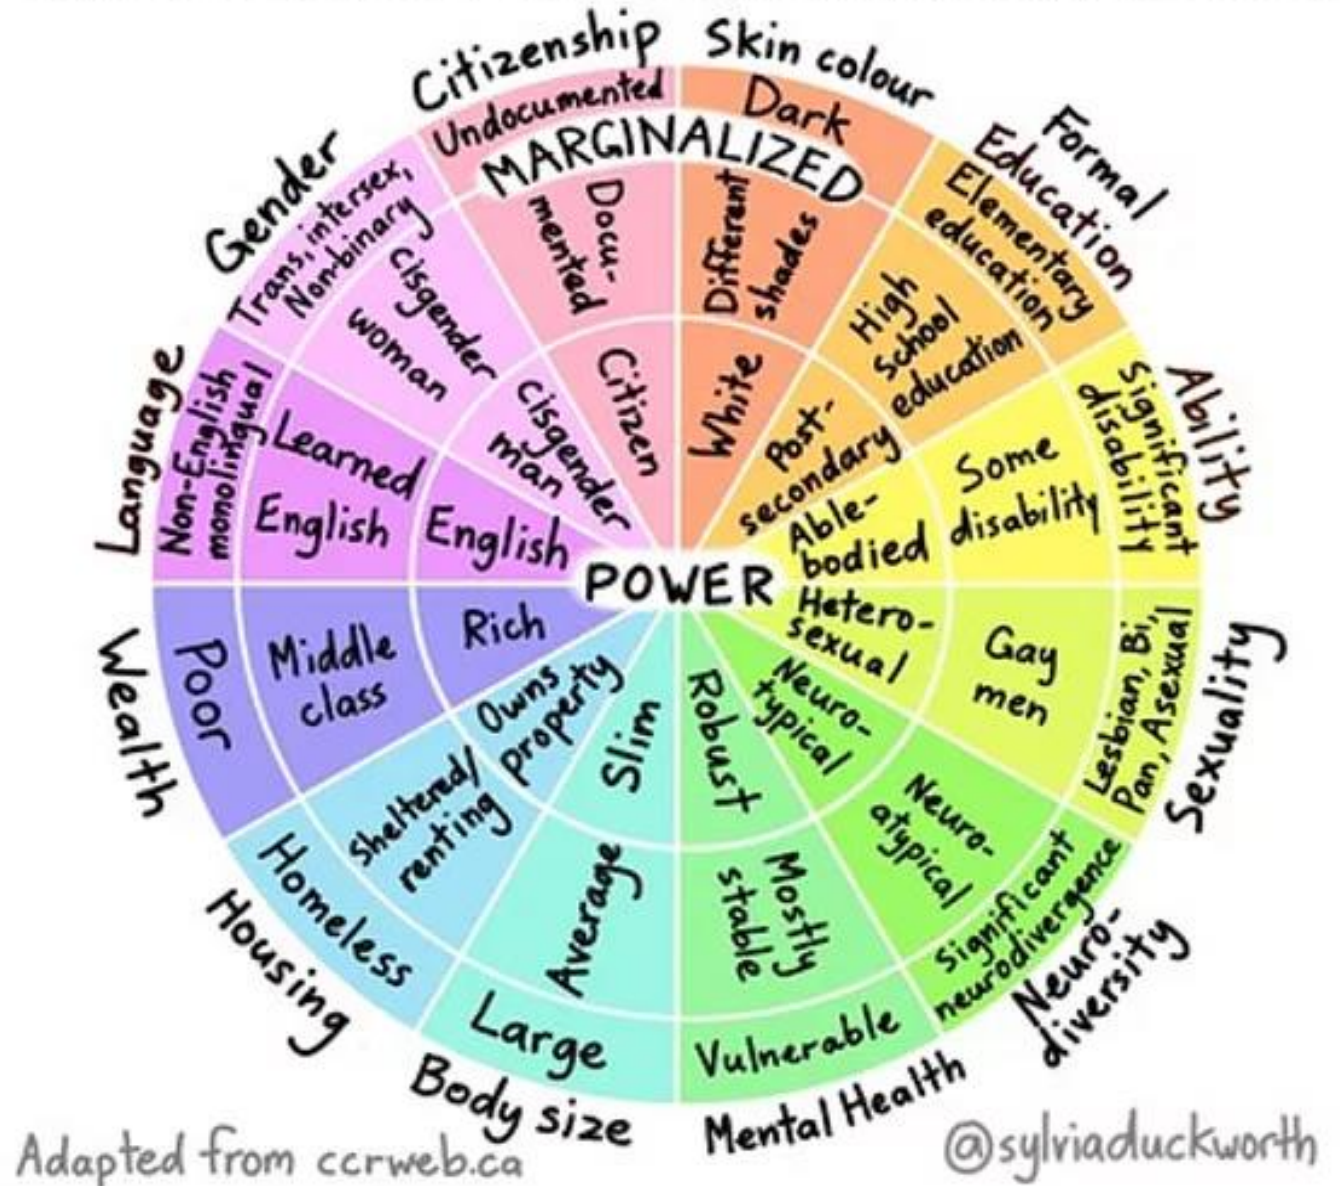 Citizenship
Undocumented
Docu-
mented
Citizen
Skin colour
Dark
Different
shades
White
Formal
Education
Elementary
education
High
School
education
Post-
secondary
Ability
Significant
disability
Some
disability
Able-
bodied
Sexuality
Lesbian, Bi,
Pan, Asexual
Gay
men
Hetero-
sexual
Neuro-
diversity
Significant
neurodivergence
Neuro-
atypical
Neuro-
typical
Mental Health
Vulnerable
Mostly
stable
Robust
Body size
Large
Average
Slim
Housing
Homeless
Sheltered/
renting
Owns
property
Wealth
Poor
Middle
class
Rich
Language
Non-English
monolingual
Learned
English
English
Gender
Trans, intersex,
Non-binary
cisgender
woman
cisgender
man
MARGINALIZED
POWER
Adapted from ccrweb.ca
@sylviaduckworth